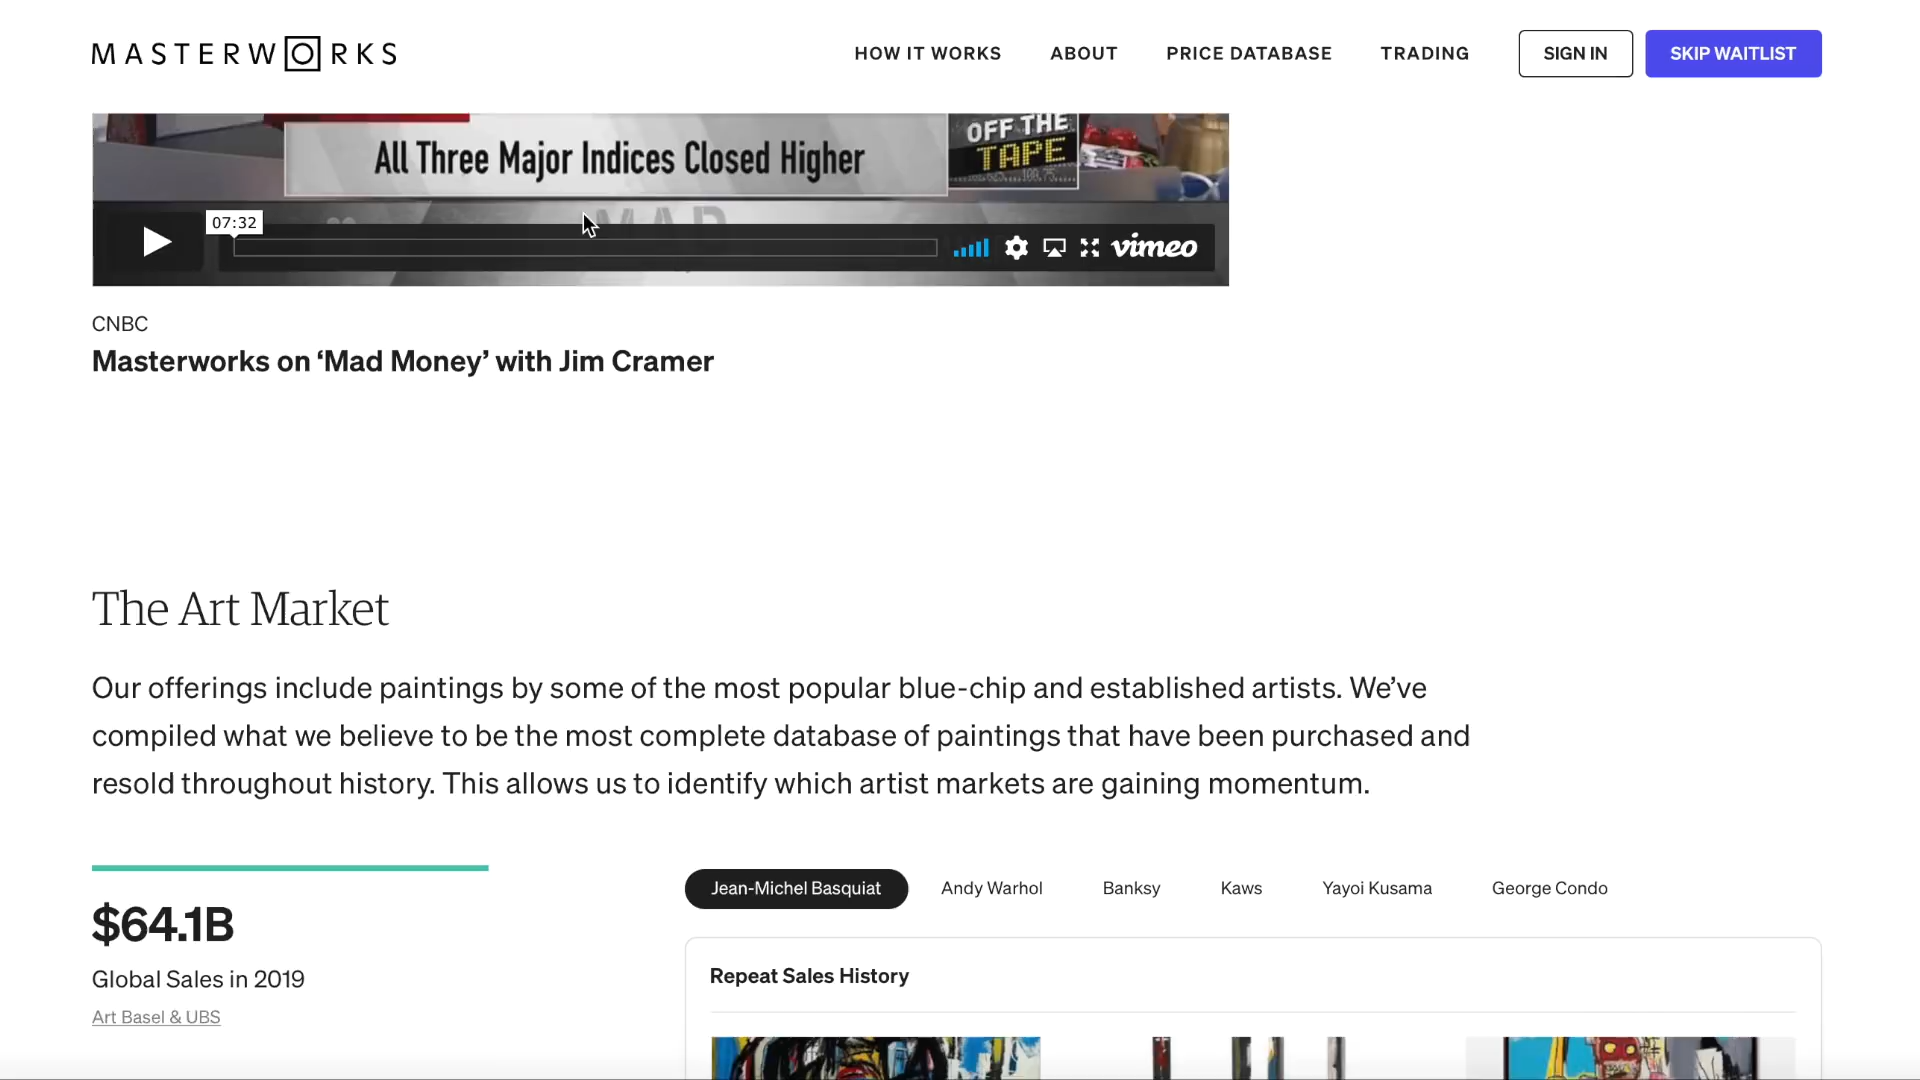 MASTERWORKS
HOW IT WORKS
ABOUT
PRICE DATABASE
TRADING
SIGN IN
SKIP WAITLIST
All Three Major Indices Closed Higher
OFF THE
TAPE
MAD
07:32
vimeo
CNBC
Masterworks on ‘Mad Money’ with Jim Cramer
The Art Market
Our offerings include paintings by some of the most popular blue-chip and established artists. We’ve
compiled what we believe to be the most complete database of paintings that have been purchased and
resold throughout history. This allows us to identify which artist markets are gaining momentum.
$64.1B
Global Sales in 2019
Art Basel & UBS
Jean-Michel Basquiat
Andy Warhol
Banksy
Kaws
Yayoi Kusama
George Condo
Repeat Sales History